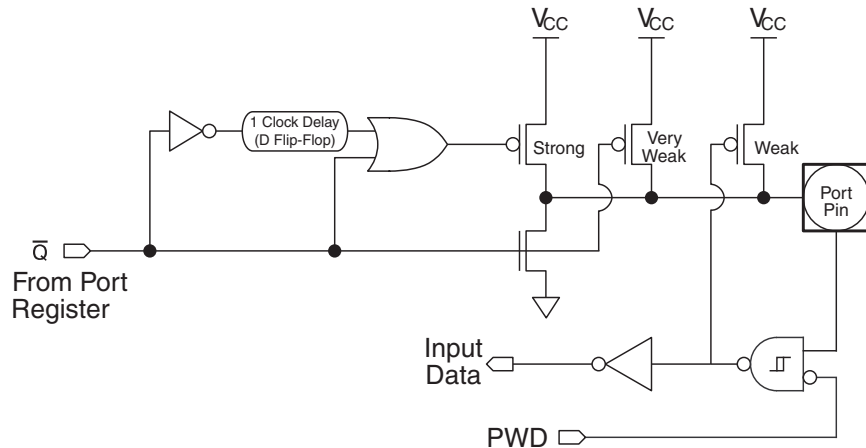 VCC
VCC
VCC
1 Clock Delay
(D Flip-Flop)
Strong
Very
Weak
Weak
Port
Pin
Q̅
From Port
Register
Input
Data
PWD